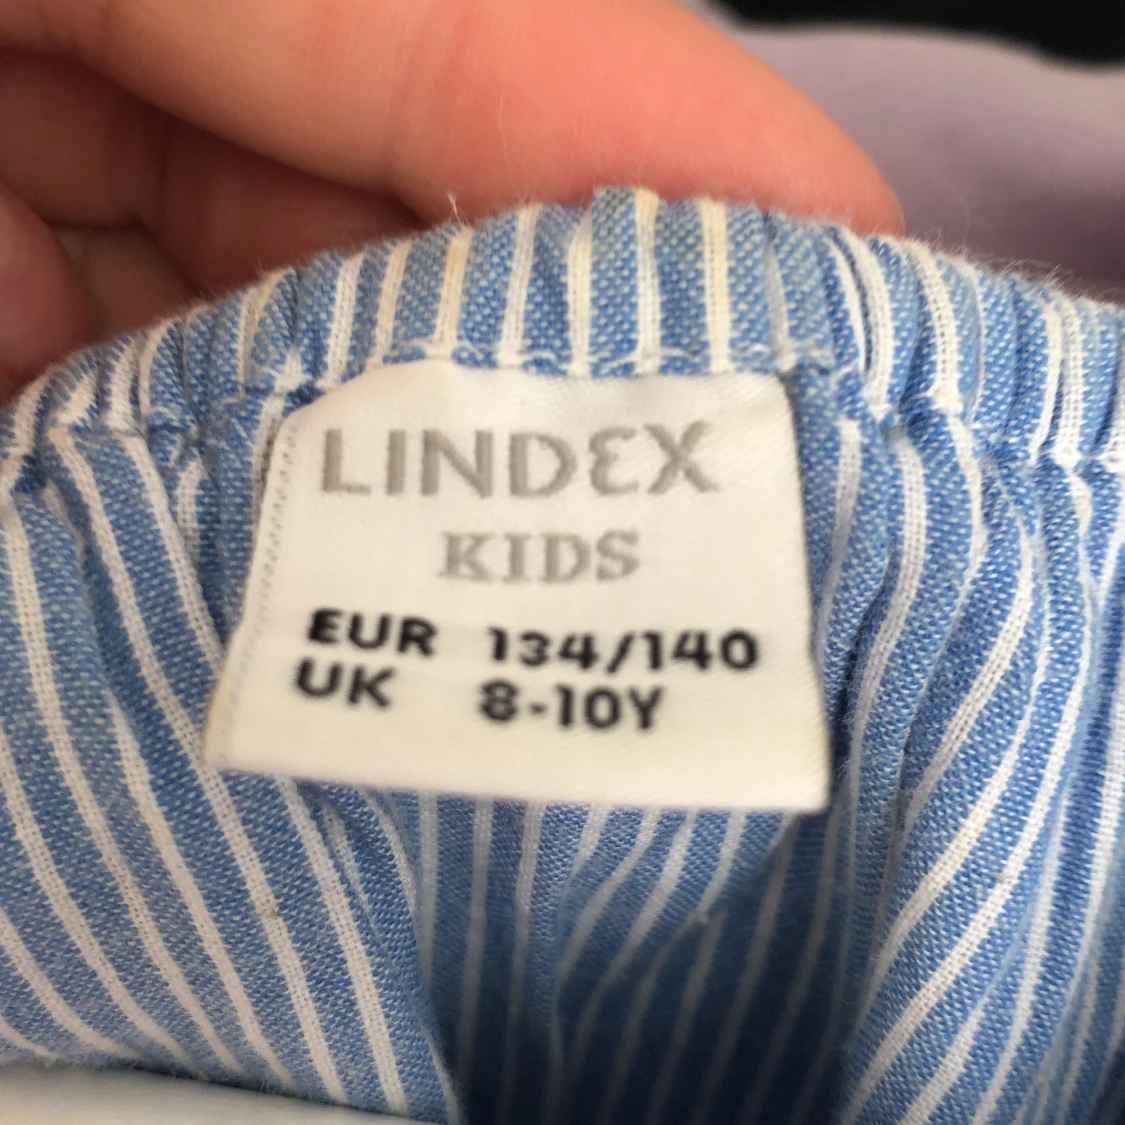 LINDEX
KIDS
EUR 134/140
UK 8-10Y